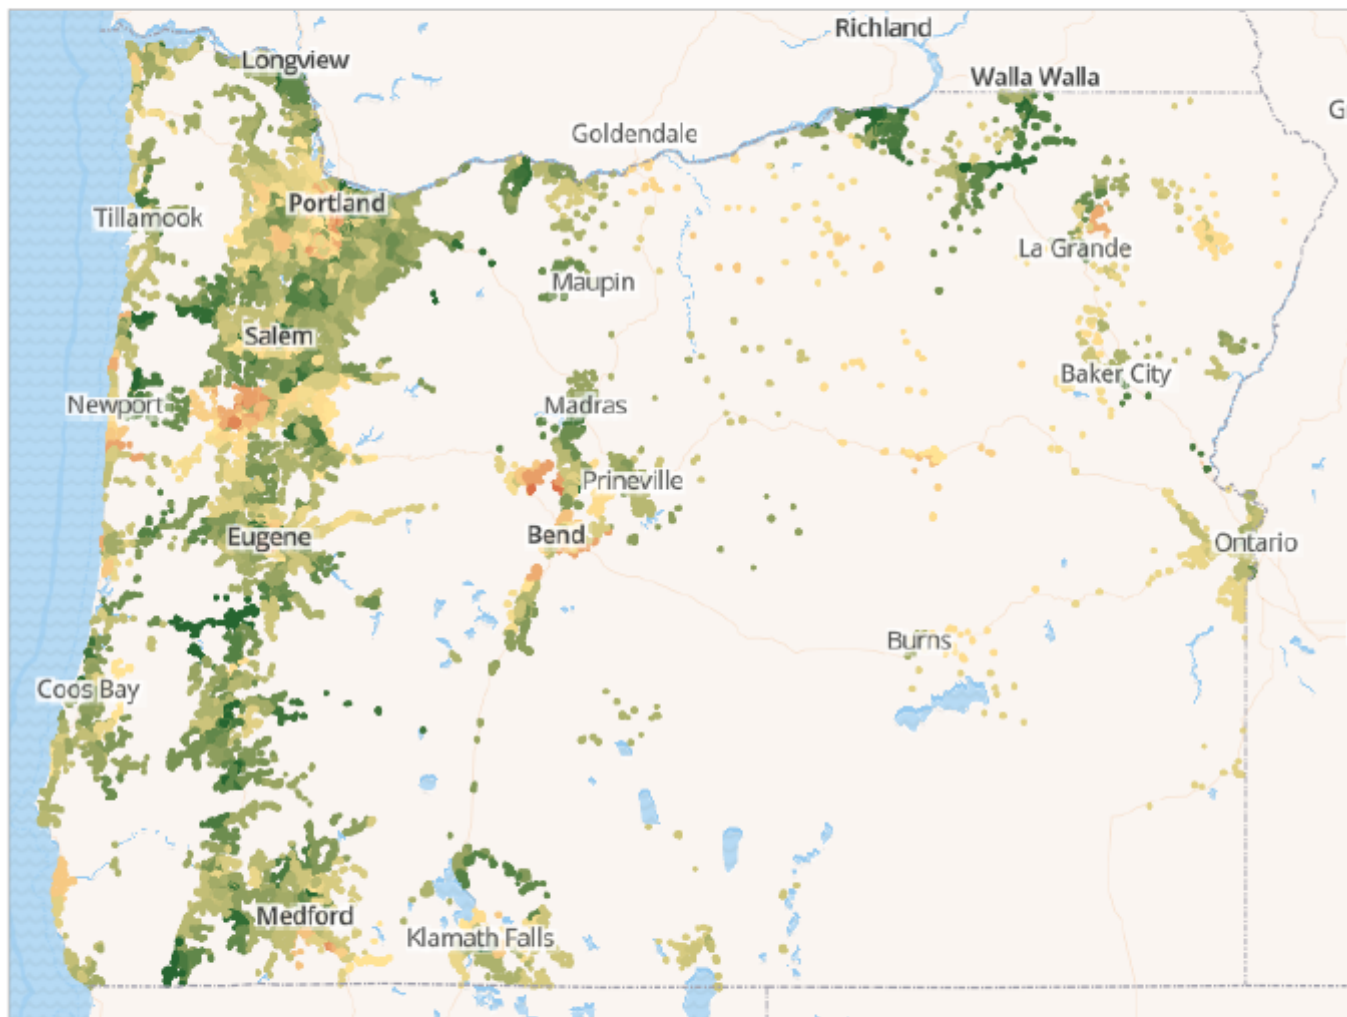 Richland
Longview
Walla Walla
Goldendale
Portland
Tillamook
La Grande
Maupin
Salem
Baker City
Newport
Madras
Prineville
Eugene
Bend
Ontario
Burns
Coos Bay
Medford
Klamath Falls